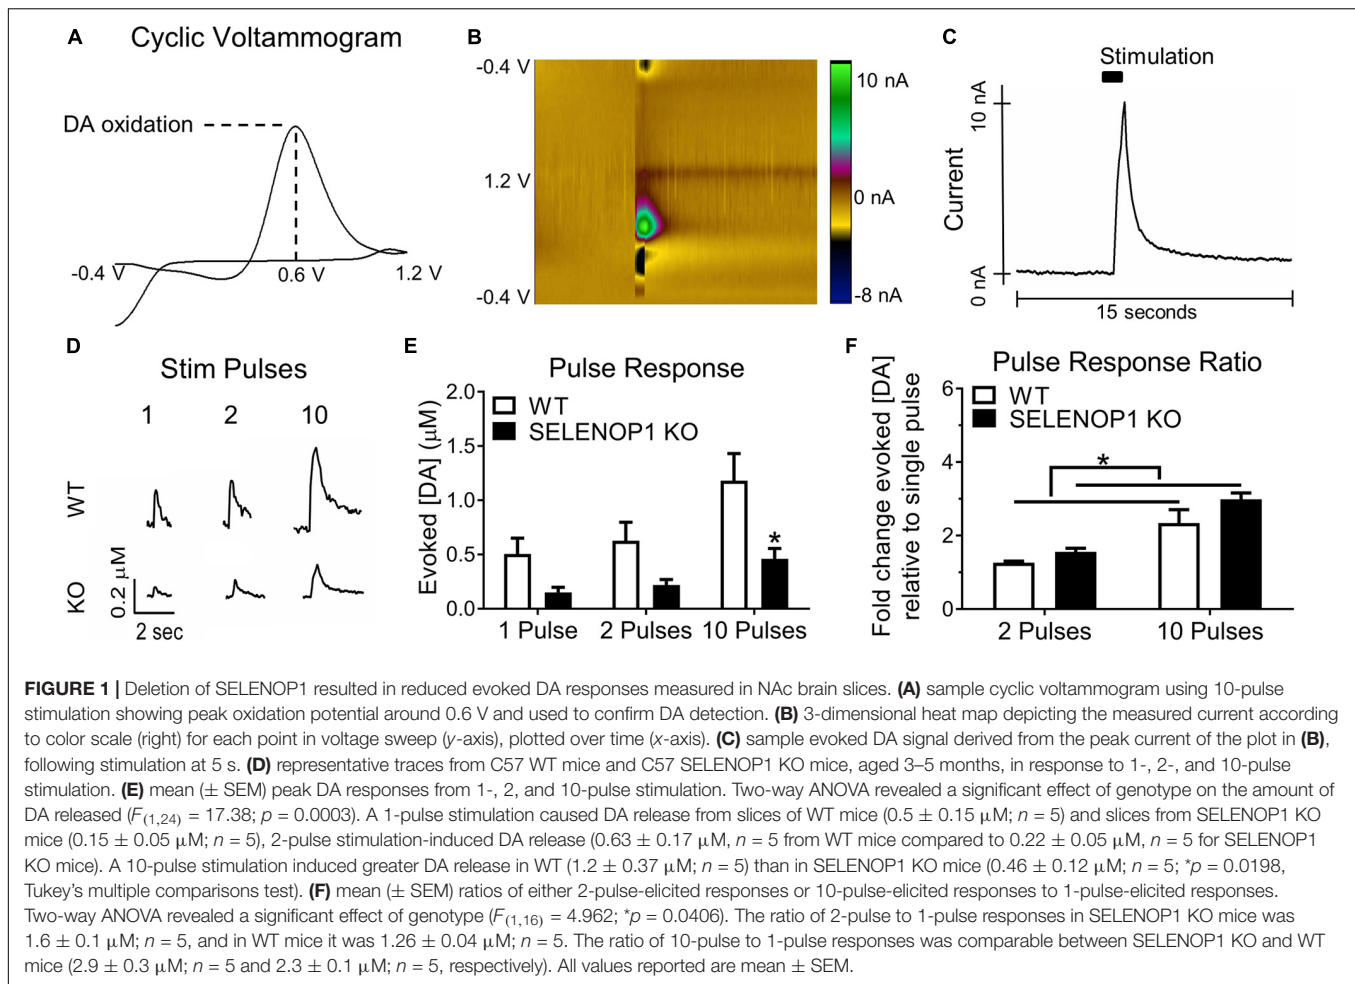 A
Cyclic Voltammogram
DA oxidation
-0.4 V
0.6 V
1.2 V
B
-0.4 V
1.2 V
-0.4 V
10 nA
0 nA
-8 nA
C
Stimulation
10 nA
Current
0 nA
15 seconds
D
Stim Pulses
1 2 10
WT
KO
0.2 μM
2 sec
E
Pulse Response
Evoked [DA] (μM)
2.0
1.5
1.0
0.5
0.0
WT
SELENOP1 KO
*
1 Pulse 2 Pulses 10 Pulses
F
Pulse Response Ratio
Fold change evoked [DA]
relative to single pulse
6
4
2
0
WT
SELENOP1 KO
*
2 Pulses 10 Pulses
FIGURE 1 | Deletion of SELENOP1 resulted in reduced evoked DA responses measured in NAc brain slices. (A) sample cyclic voltammogram using 10-pulse
stimulation showing peak oxidation potential around 0.6 V and used to confirm DA detection. (B) 3-dimensional heat map depicting the measured current according
to color scale (right) for each point in voltage sweep (y-axis), plotted over time (x-axis). (C) sample evoked DA signal derived from the peak current of the plot in (B),
following stimulation at 5 s. (D) representative traces from C57 WT mice and C57 SELENOP1 KO mice, aged 3–5 months, in response to 1-, 2-, and 10-pulse
stimulation. (E) mean (± SEM) peak DA responses from 1-, 2, and 10-pulse stimulation. Two-way ANOVA revealed a significant effect of genotype on the amount of
DA released (F(1,24) = 17.38; p = 0.0003). A 1-pulse stimulation caused DA release from slices of WT mice (0.5 ± 0.15 μM; n = 5) and slices from SELENOP1 KO
mice (0.15 ± 0.05 μM; n = 5), 2-pulse stimulation-induced DA release (0.63 ± 0.17 μM, n = 5 from WT mice compared to 0.22 ± 0.05 μM, n = 5 for SELENOP1
KO mice). A 10-pulse stimulation induced greater DA release in WT (1.2 ± 0.37 μM; n = 5) than in SELENOP1 KO mice (0.46 ± 0.12 μM; n = 5; *p = 0.0198,
Tukey's multiple comparisons test). (F) mean (± SEM) ratios of either 2-pulse-elicited responses or 10-pulse-elicited responses to 1-pulse-elicited responses.
Two-way ANOVA revealed a significant effect of genotype (F(1,16) = 4.962; *p = 0.0406). The ratio of 2-pulse to 1-pulse responses in SELENOP1 KO mice was
1.6 ± 0.1 μM; n = 5, and in WT mice it was 1.26 ± 0.04 μM; n = 5. The ratio of 10-pulse to 1-pulse responses was comparable between SELENOP1 KO and WT
mice (2.9 ± 0.3 μM; n = 5 and 2.3 ± 0.1 μM; n = 5, respectively). All values reported are mean ± SEM.